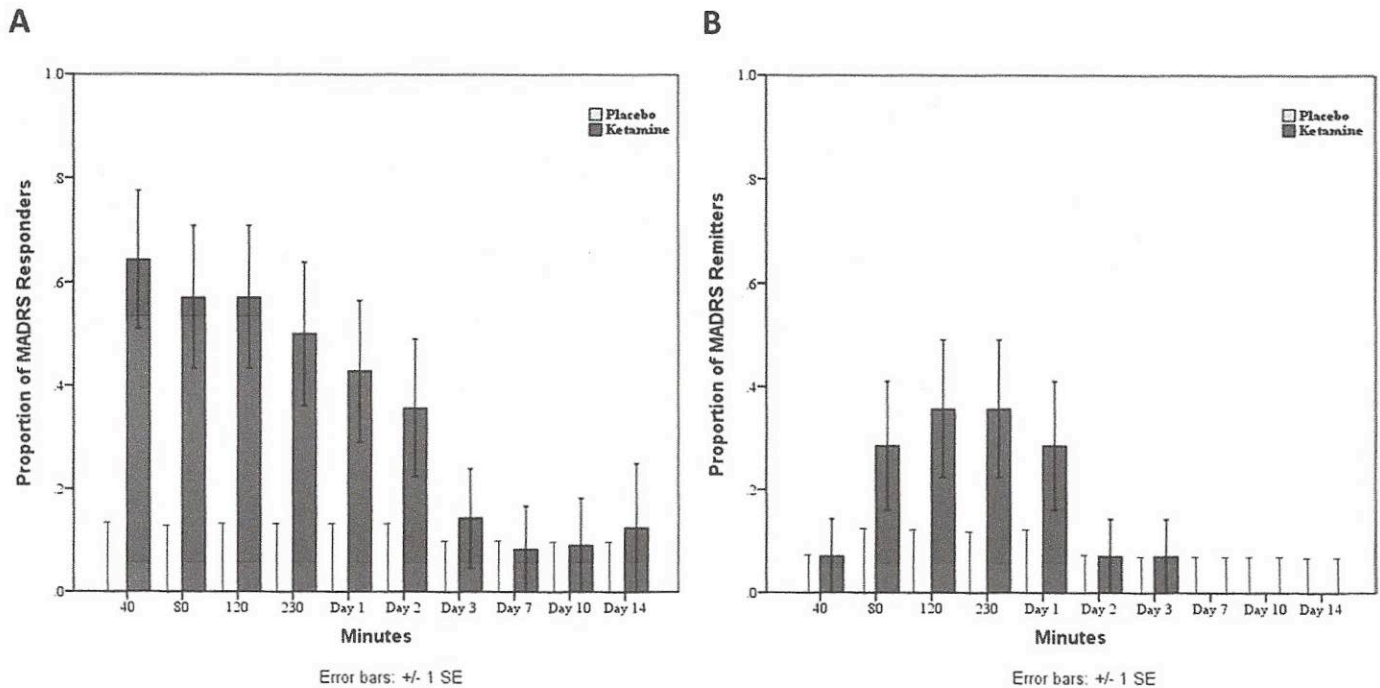 A
1.0
.8
.6
.4
.2
.0
Proportion of MADRS Responders
Placebo
Ketamine
40 80 120 230 Day 1 Day 2 Day 3 Day 7 Day 10 Day 14
Minutes
Error bars: +/- 1 SE
B
1.0
.8
.6
.4
.2
.0
Proportion of MADRS Remitters
Placebo
Ketamine
40 80 120 230 Day 1 Day 2 Day 3 Day 7 Day 10 Day 14
Minutes
Error bars: +/- 1 SE